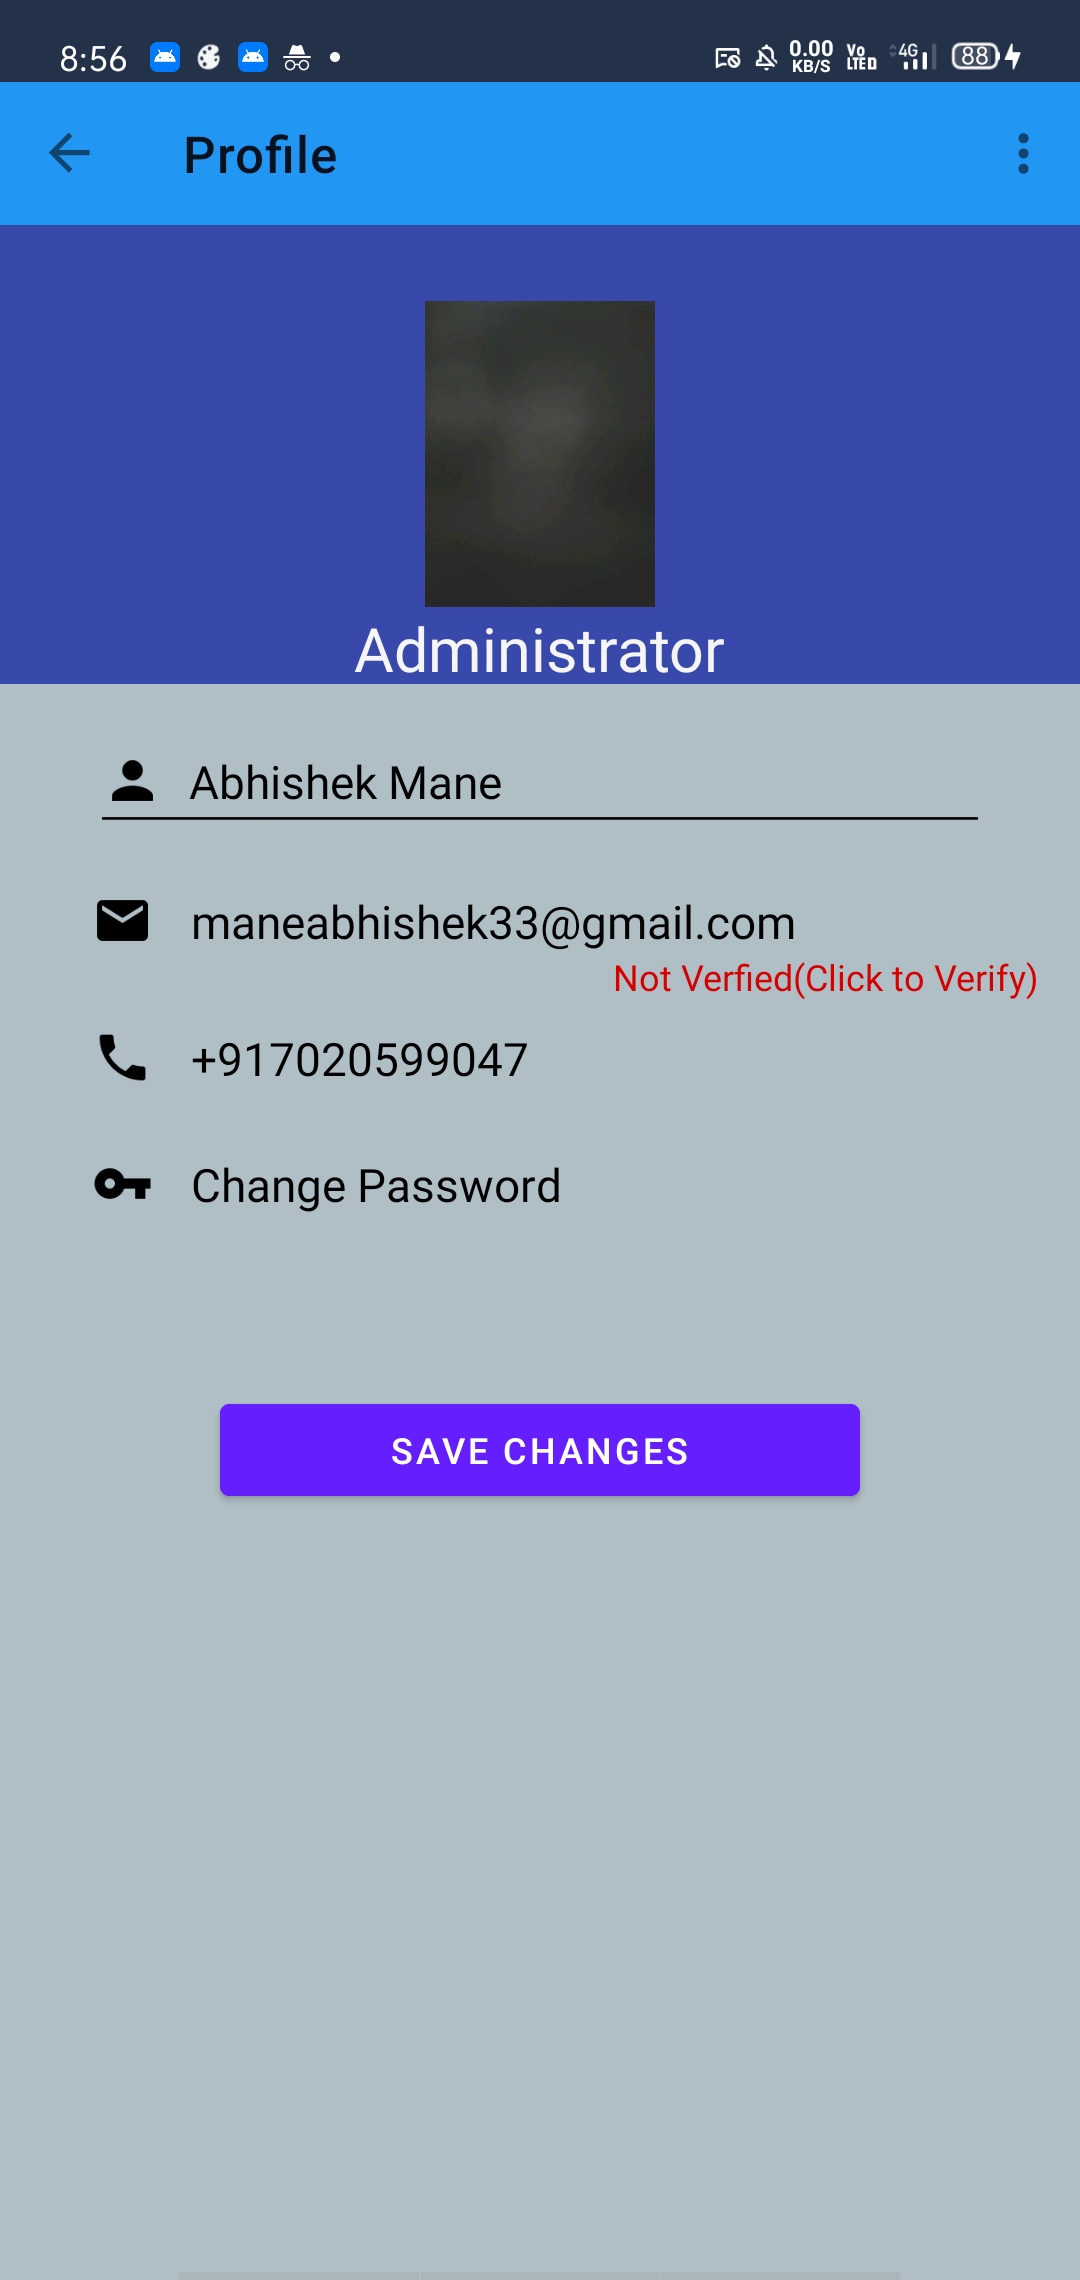 8:56 0.00 KB/S Vo LTED 4G 88
Profile
Administrator
Abhishek Mane
maneabhishek33@gmail.com
Not Verfied(Click to Verify)
+917020599047
Change Password
SAVE CHANGES